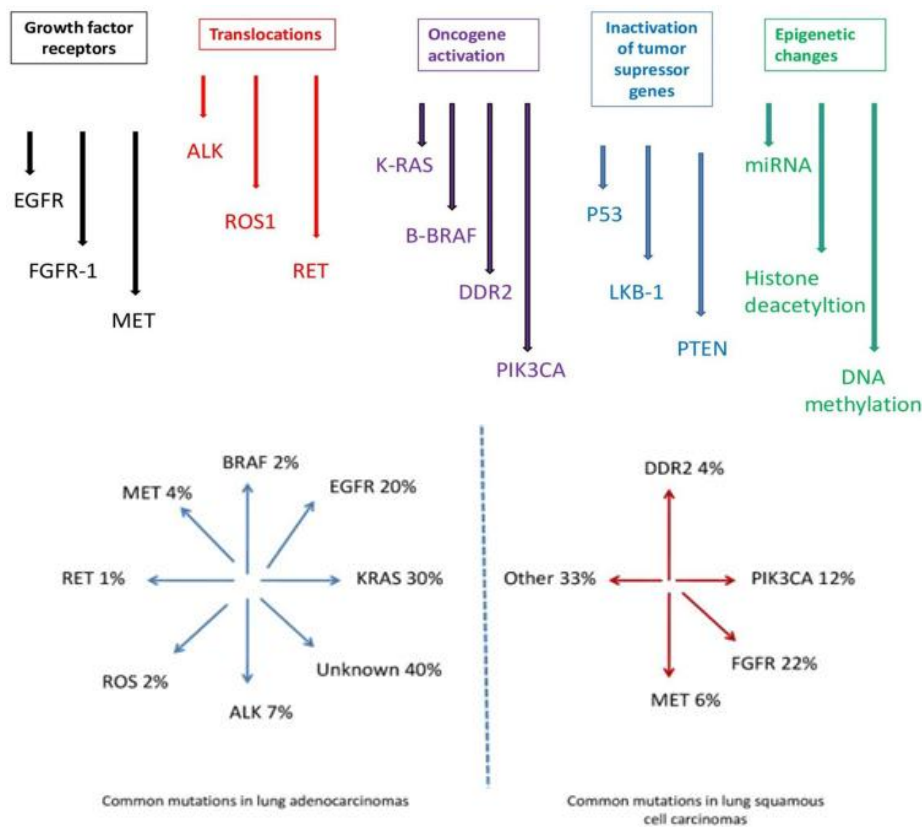 Growth factor
receptors
Translocations
Oncogene
activation
Inactivation
of tumor
supressor
genes
Epigenetic
changes
EGFR
FGFR-1
MET
ALK
ROS1
RET
K-RAS
B-BRAF
DDR2
PIK3CA
P53
LKB-1
PTEN
miRNA
Histone
deacetyltion
DNA
methylation
BRAF 2%
MET 4%
EGFR 20%
RET 1%
KRAS 30%
ROS 2%
Unknown 40%
ALK 7%
Common mutations in lung adenocarcinomas
DDR2 4%
Other 33%
PIK3CA 12%
FGFR 22%
MET 6%
Common mutations in lung squamous
cell carcinomas